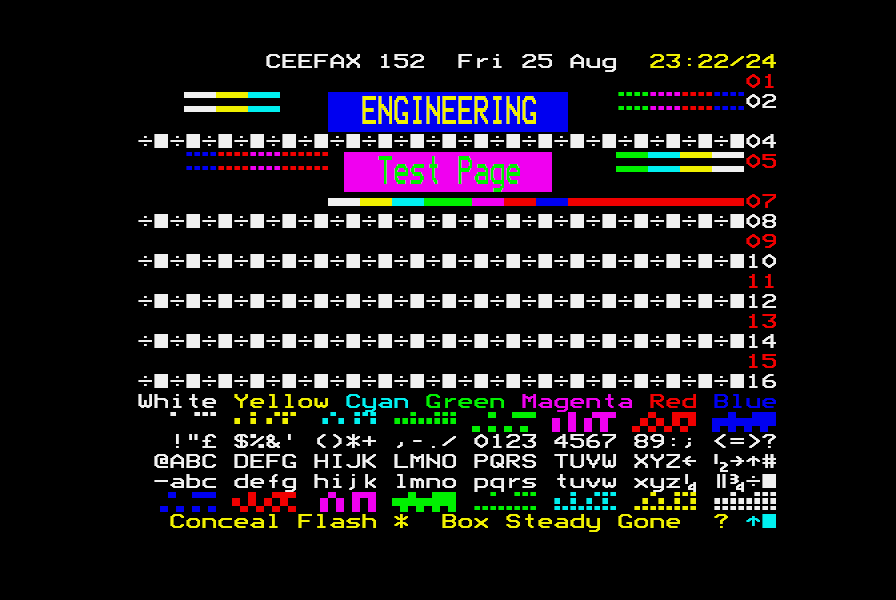 CEEFAX 152  Fri 25 Aug  23:22/24
01
ENGINEERING 02
÷■÷■÷■÷■÷■÷■÷■÷■÷■÷■÷■÷■÷■÷■÷■÷■÷■÷■÷■04
Test Page 05
07
÷■÷■÷■÷■÷■÷■÷■÷■÷■÷■÷■÷■÷■÷■÷■÷■÷■÷■÷■08
09
÷■÷■÷■÷■÷■÷■÷■÷■÷■÷■÷■÷■÷■÷■÷■÷■÷■÷■÷■10
11
÷■÷■÷■÷■÷■÷■÷■÷■÷■÷■÷■÷■÷■÷■÷■÷■÷■÷■÷■12
13
÷■÷■÷■÷■÷■÷■÷■÷■÷■÷■÷■÷■÷■÷■÷■÷■÷■÷■÷■14
15
÷■÷■÷■÷■÷■÷■÷■÷■÷■÷■÷■÷■÷■÷■÷■÷■÷■÷■÷■16
White Yellow Cyan Green Magenta Red Blue
!"£ $%&' ()*+ ,-./ 0123 4567 89:; <=>?
@ABC DEFG HIJK LMNO PQRS TUVW XYZ← ½→↑#
—abc defg hijk lmno pqrs tuvw xyz¼ ‖¾÷■
Conceal Flash *  Box Steady Gone  ? ↑■